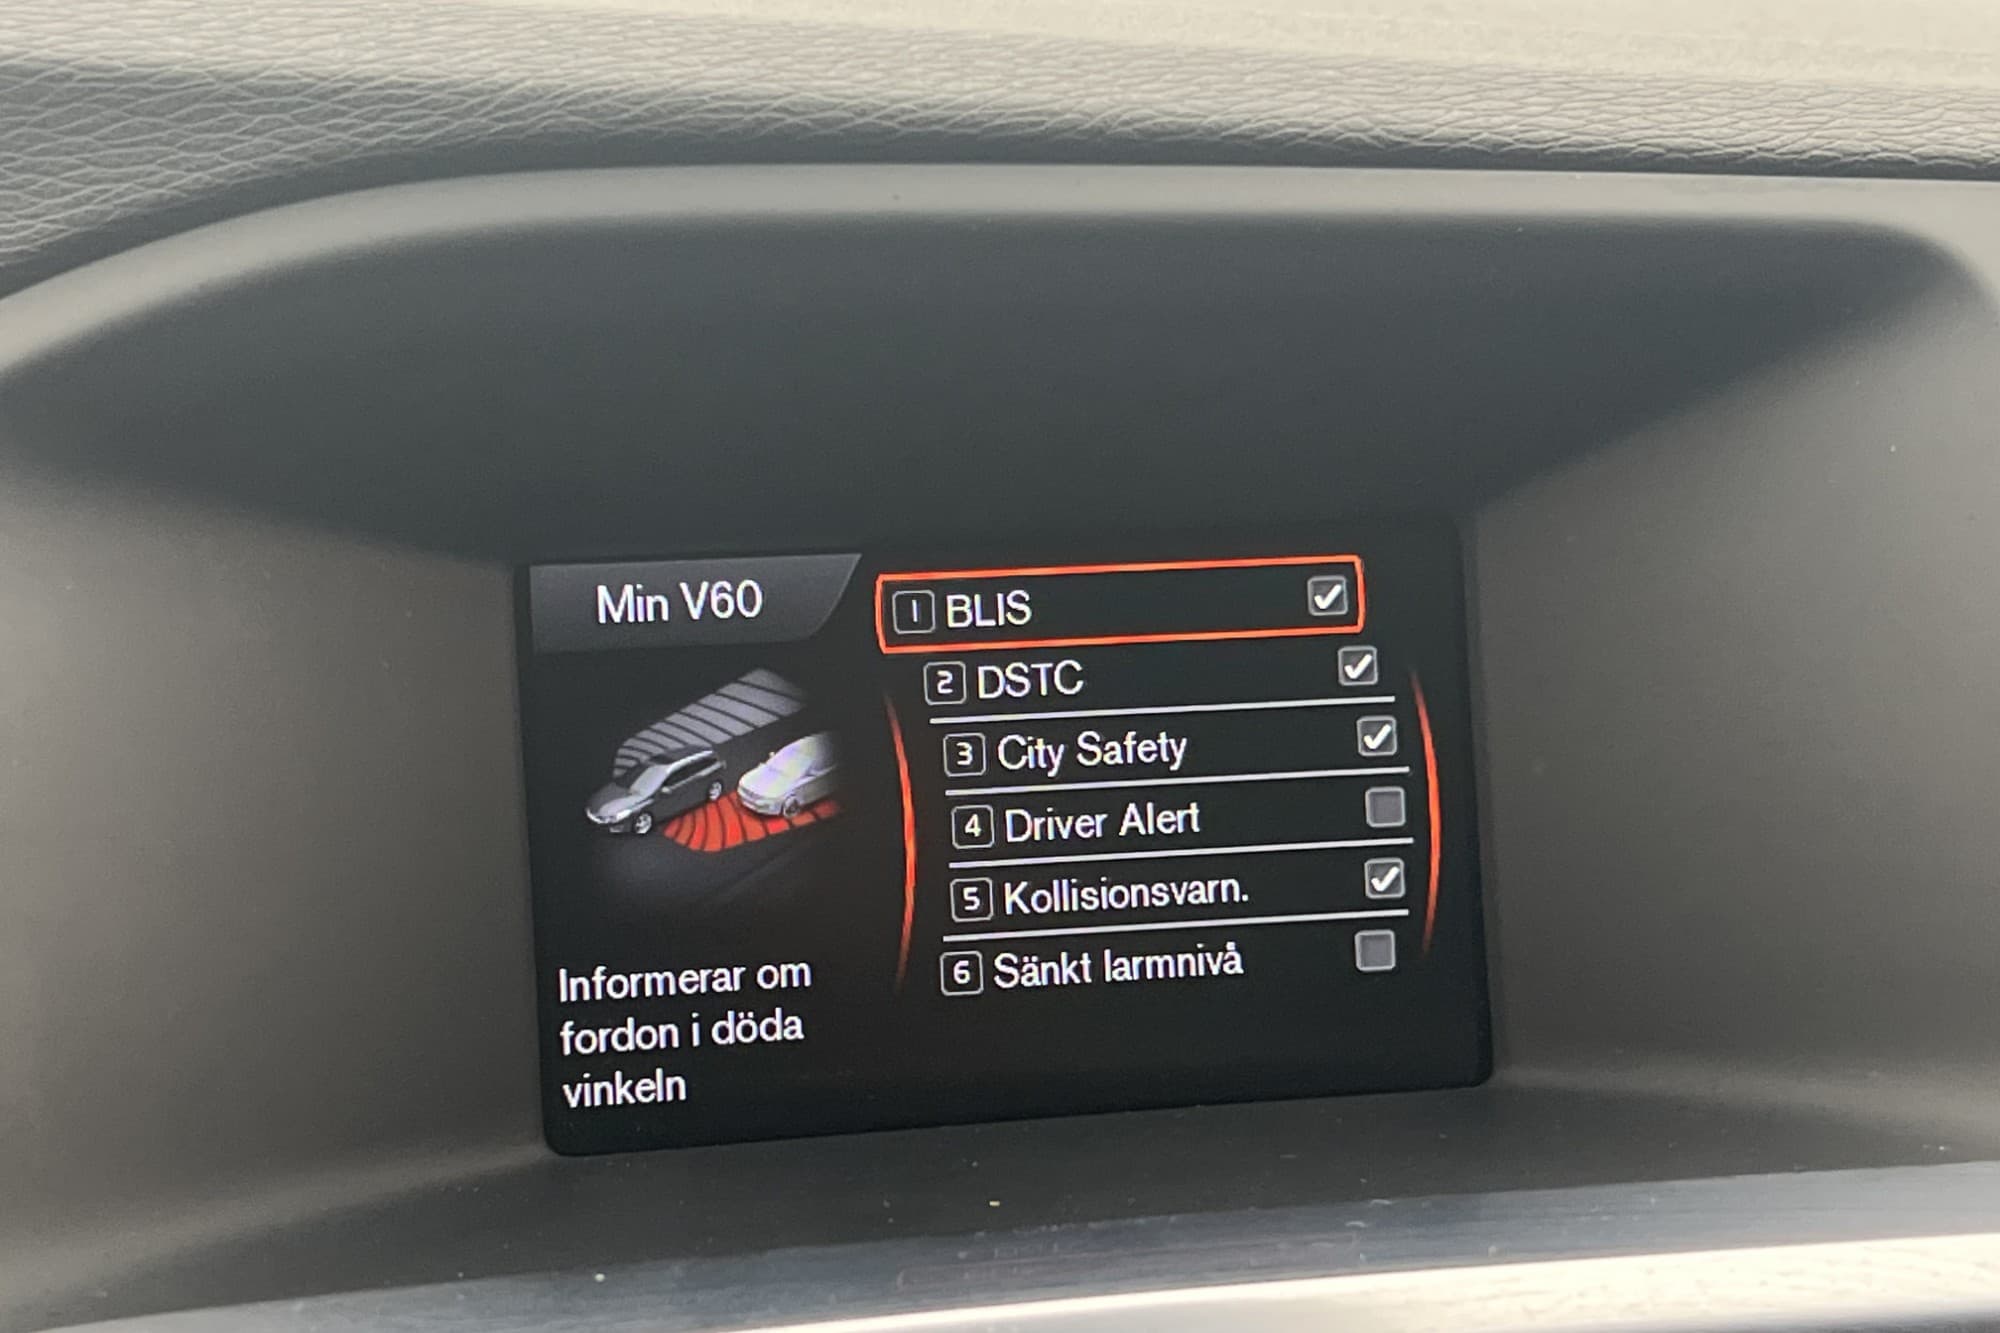 Min V60
1 BLIS
2 DSTC
3 City Safety
4 Driver Alert
5 Kollisionsvarn.
6 Sänkt larmnivå
Informerar om
fordon i döda
vinkeln